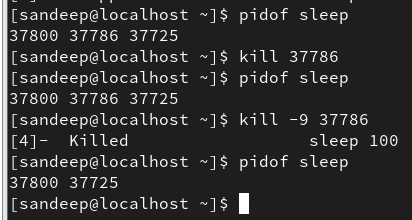 [sandeep@localhost ~]$ pidof sleep
37800 37786 37725
[sandeep@localhost ~]$ kill 37786
[sandeep@localhost ~]$ pidof sleep
37800 37786 37725
[sandeep@localhost ~]$ kill -9 37786
[4]-  Killed                  sleep 100
[sandeep@localhost ~]$ pidof sleep
37800 37725
[sandeep@localhost ~]$